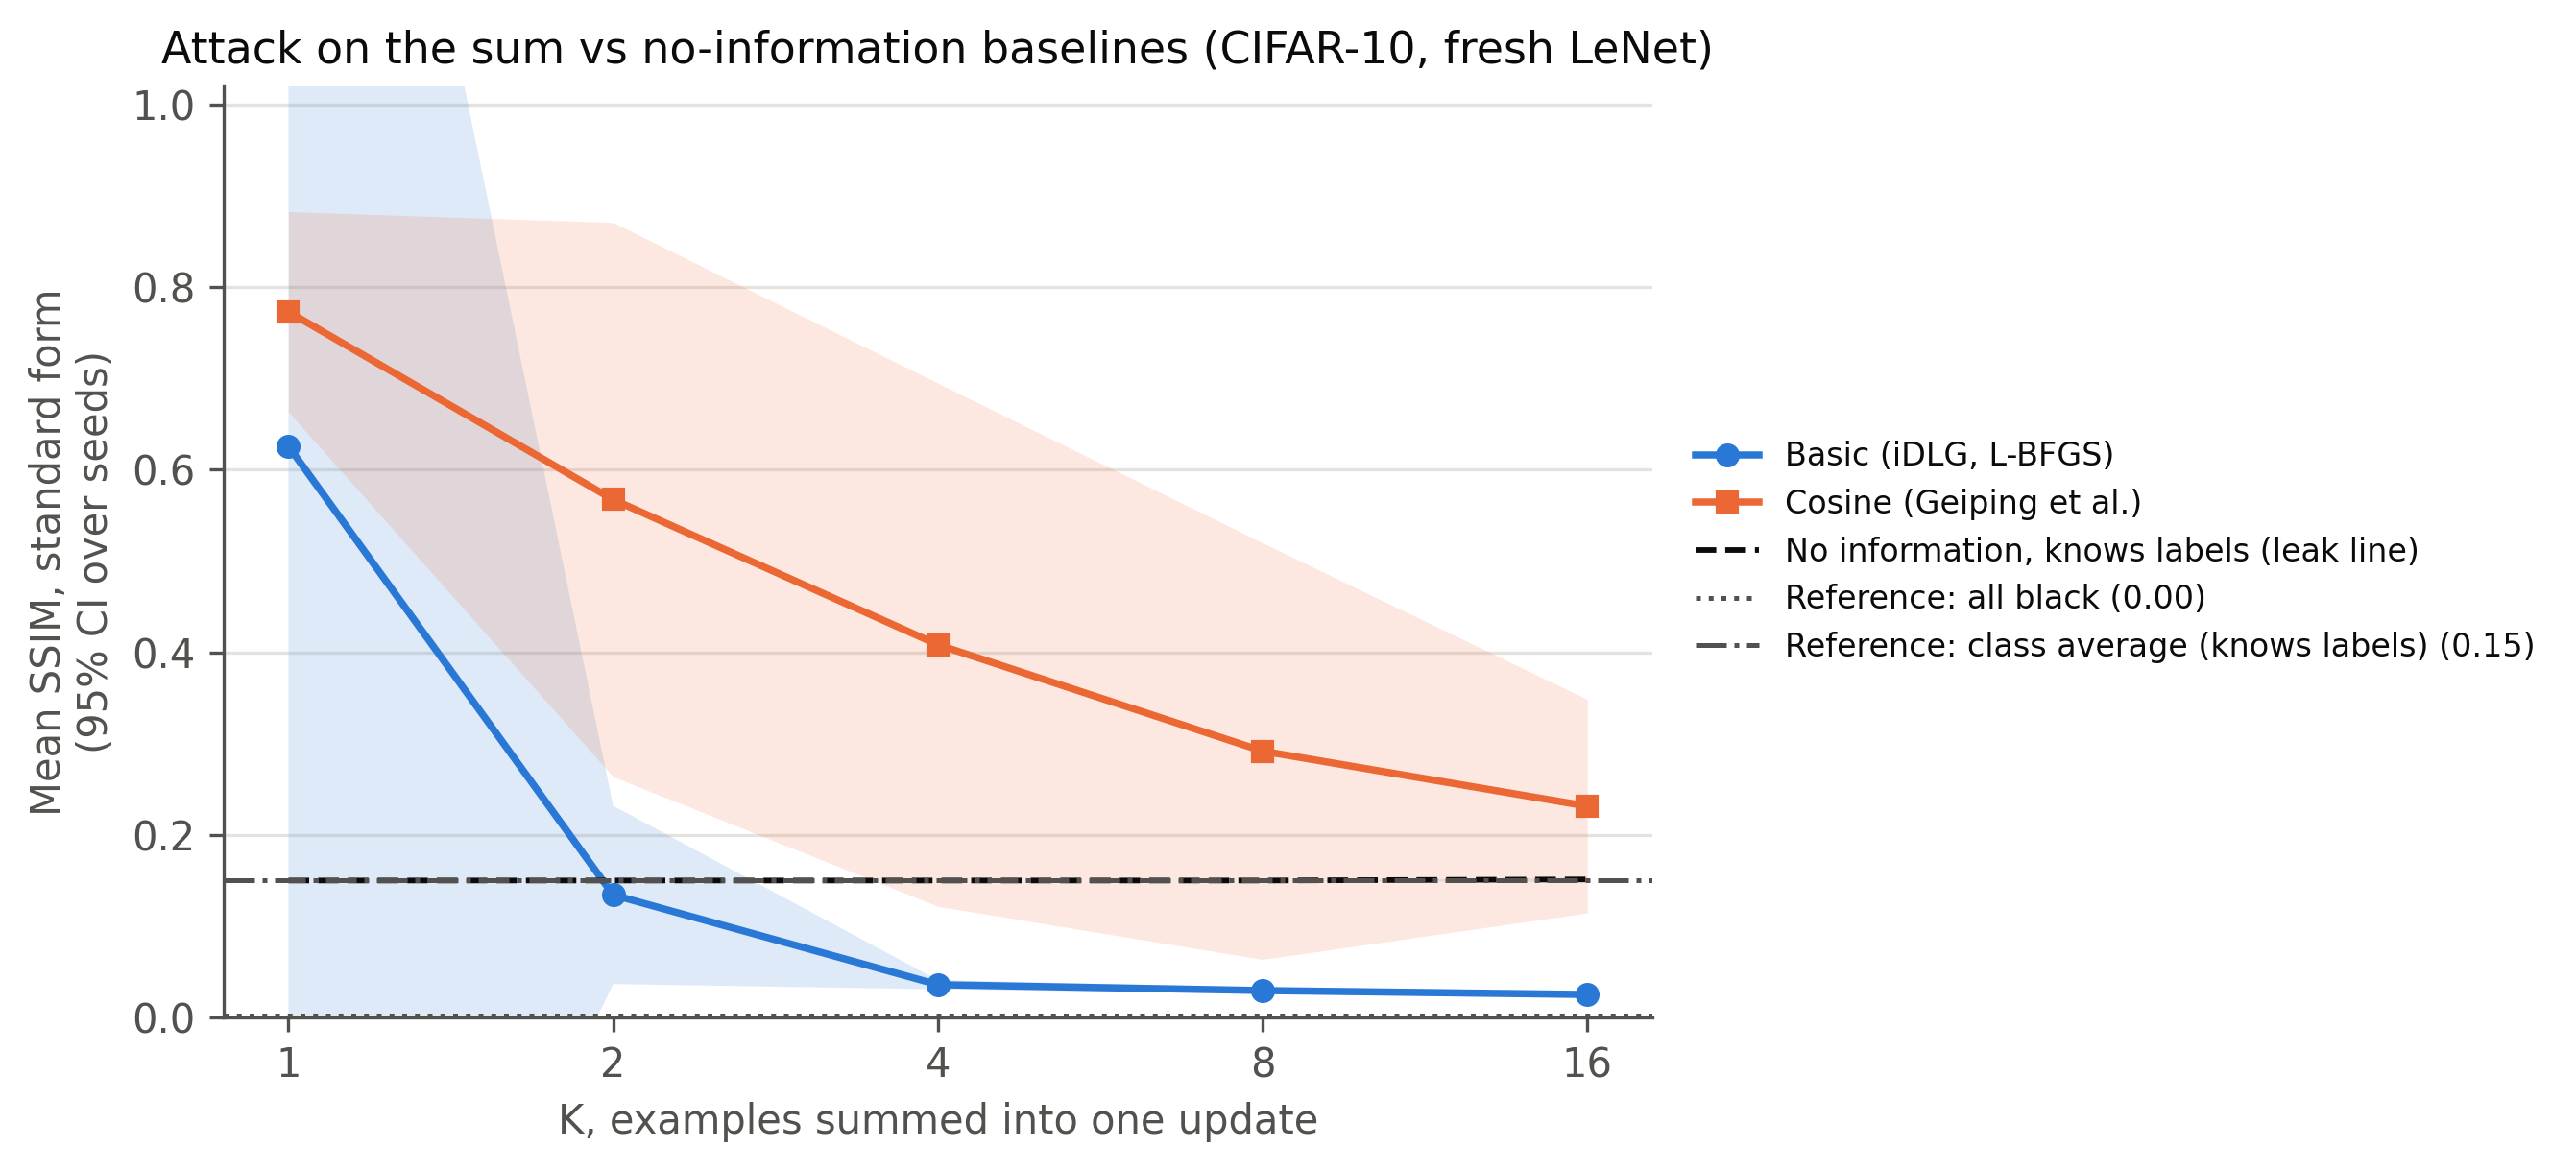 Attack on the sum vs no-information baselines (CIFAR-10, fresh LeNet)
Mean SSIM, standard form
(95% CI over seeds)
1.0
0.8
0.6
0.4
0.2
0.0
1
2
4
8
16
K, examples summed into one update
Basic (iDLG, L-BFGS)
Cosine (Geiping et al.)
No information, knows labels (leak line)
Reference: all black (0.00)
Reference: class average (knows labels) (0.15)